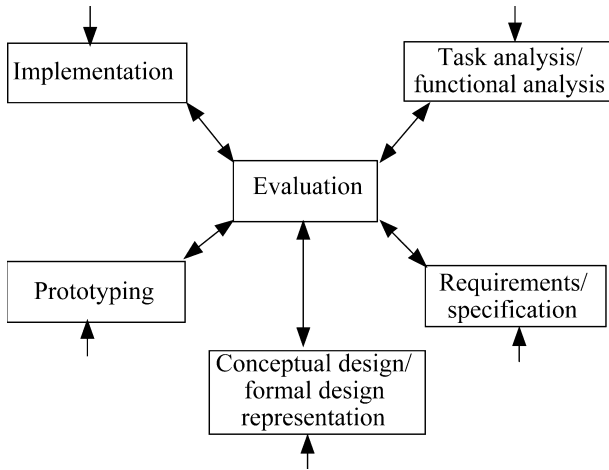 Implementation
Task analysis/
functional analysis
Evaluation
Prototyping
Requirements/
specification
Conceptual design/
formal design
representation